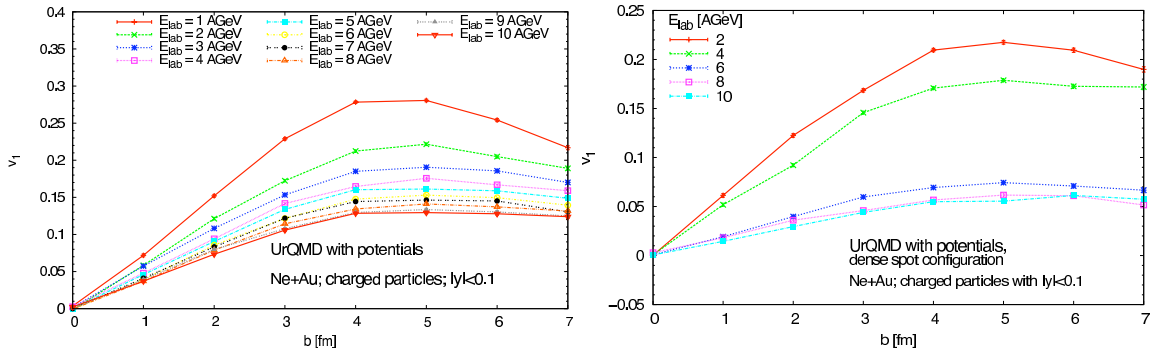 E_lab = 1 AGeV
E_lab = 2 AGeV
E_lab = 3 AGeV
E_lab = 4 AGeV
E_lab = 5 AGeV
E_lab = 6 AGeV
E_lab = 7 AGeV
E_lab = 8 AGeV
E_lab = 9 AGeV
E_lab = 10 AGeV
0.4
0.35
0.3
0.25
0.2
0.15
0.1
0.05
0
v₁
UrQMD with potentials
Ne+Au; charged particles; |y|<0.1
0 1 2 3 4 5 6 7
b [fm]
E_lab [AGeV]
2
4
6
8
10
0.25
0.2
0.15
0.1
0.05
0
−0.05
v₁
UrQMD with potentials,
dense spot configuration
Ne+Au; charged particles with |y|<0.1
0 1 2 3 4 5 6 7
b [fm]